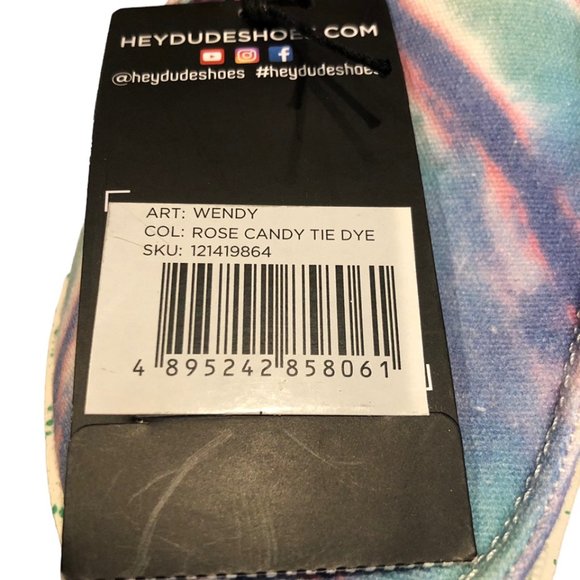 HEYDUDESHOES.COM
@heydudeshoes #heydudeshoes
ART: WENDY
COL: ROSE CANDY TIE DYE
SKU: 121419864
4 895242 858061